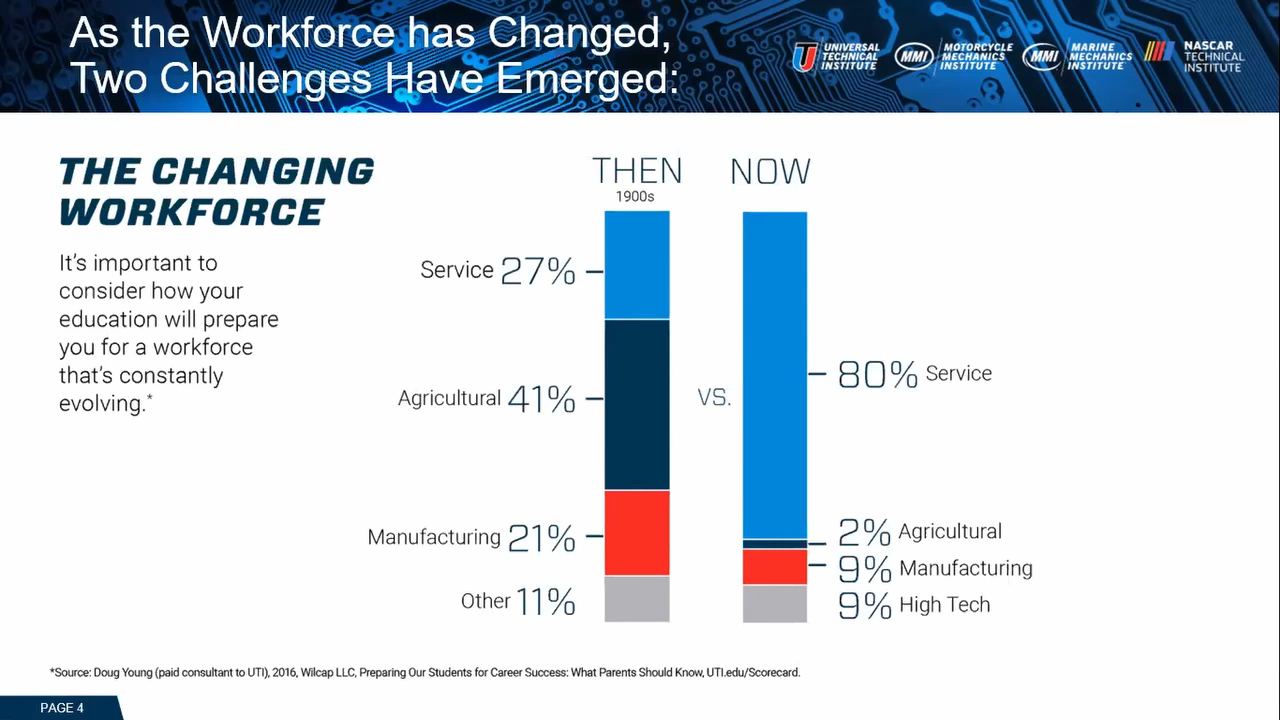 As the Workforce has Changed,
Two Challenges Have Emerged:
UNIVERSAL
TECHNICAL
INSTITUTE
MMI
MOTORCYCLE
MECHANICS
INSTITUTE
MMI
MARINE
MECHANICS
INSTITUTE
NASCAR
TECHNICAL
INSTITUTE
THE CHANGING
WORKFORCE
It's important to
consider how your
education will prepare
you for a workforce
that's constantly
evolving.*
THEN
1900s
NOW
Service 27%
Agricultural 41%
Manufacturing 21%
Other 11%
VS.
80% Service
2% Agricultural
9% Manufacturing
9% High Tech
*Source: Doug Young (paid consultant to UTI), 2016, Wilcap LLC, Preparing Our Students for Career Success: What Parents Should Know, UTI.edu/Scorecard.
PAGE 4